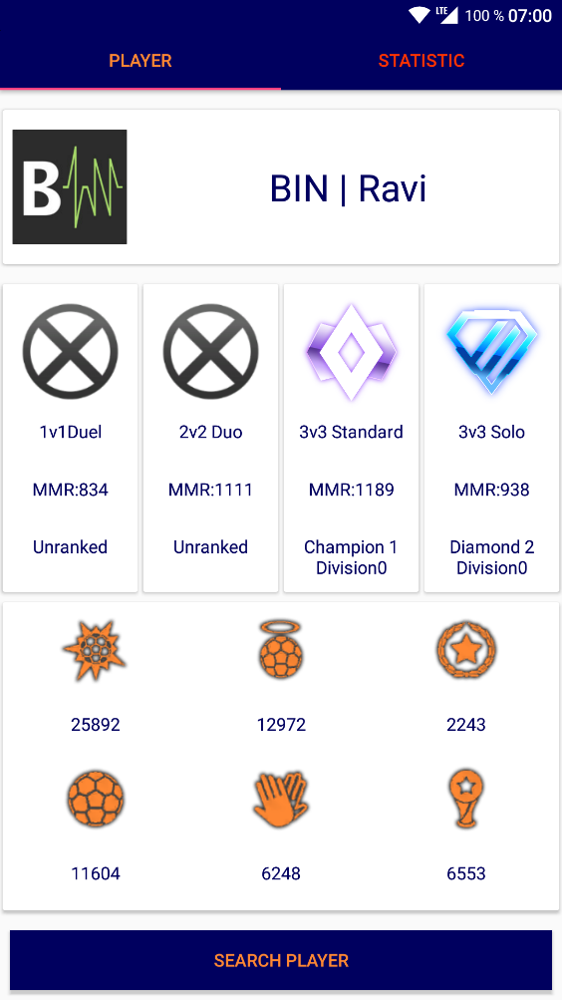 LTE 100 % 07:00
PLAYER STATISTIC
B
BIN | Ravi
1v1Duel 2v2 Duo 3v3 Standard 3v3 Solo
MMR:834 MMR:1111 MMR:1189 MMR:938
Unranked Unranked Champion 1 Diamond 2
Division0 Division0
25892 12972 2243
11604 6248 6553
SEARCH PLAYER